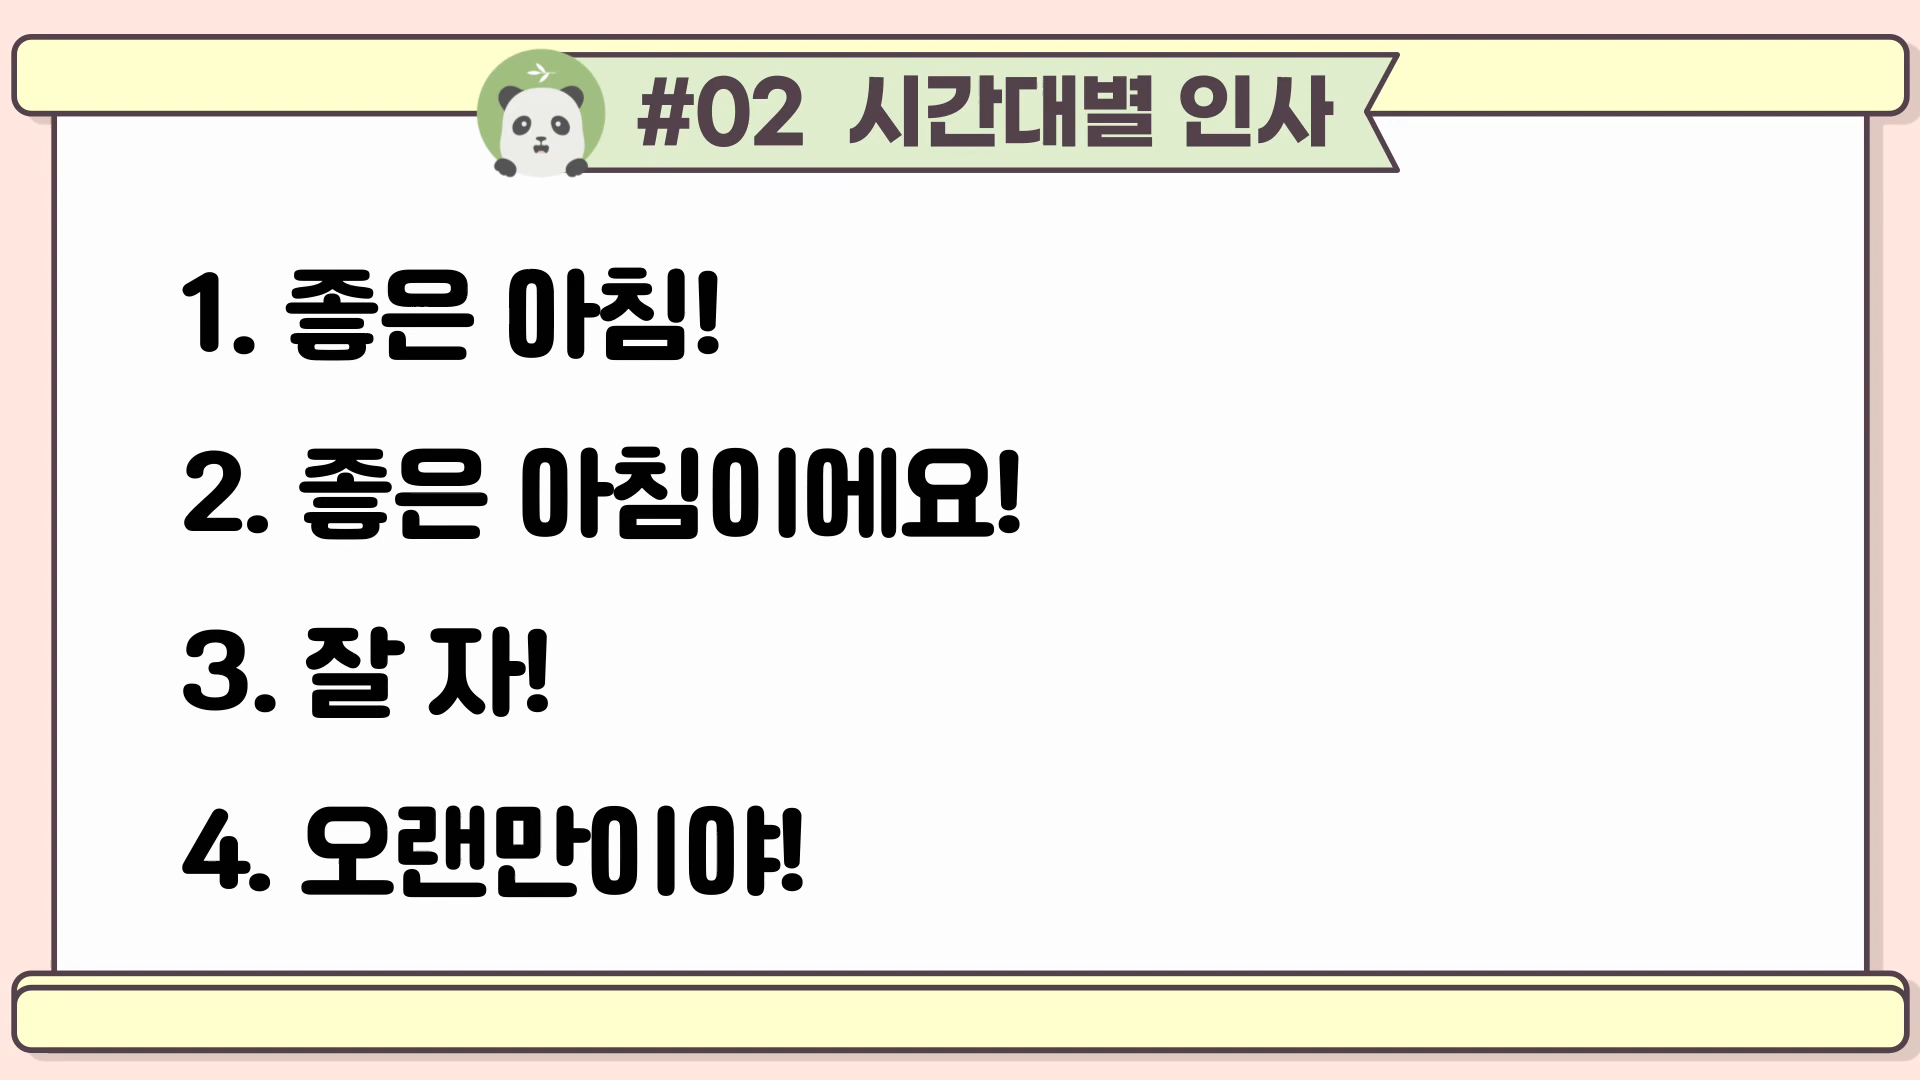 #02 시간대별 인사
1. 좋은 아침!
2. 좋은 아침이에요!
3. 잘 자!
4. 오랜만이야!